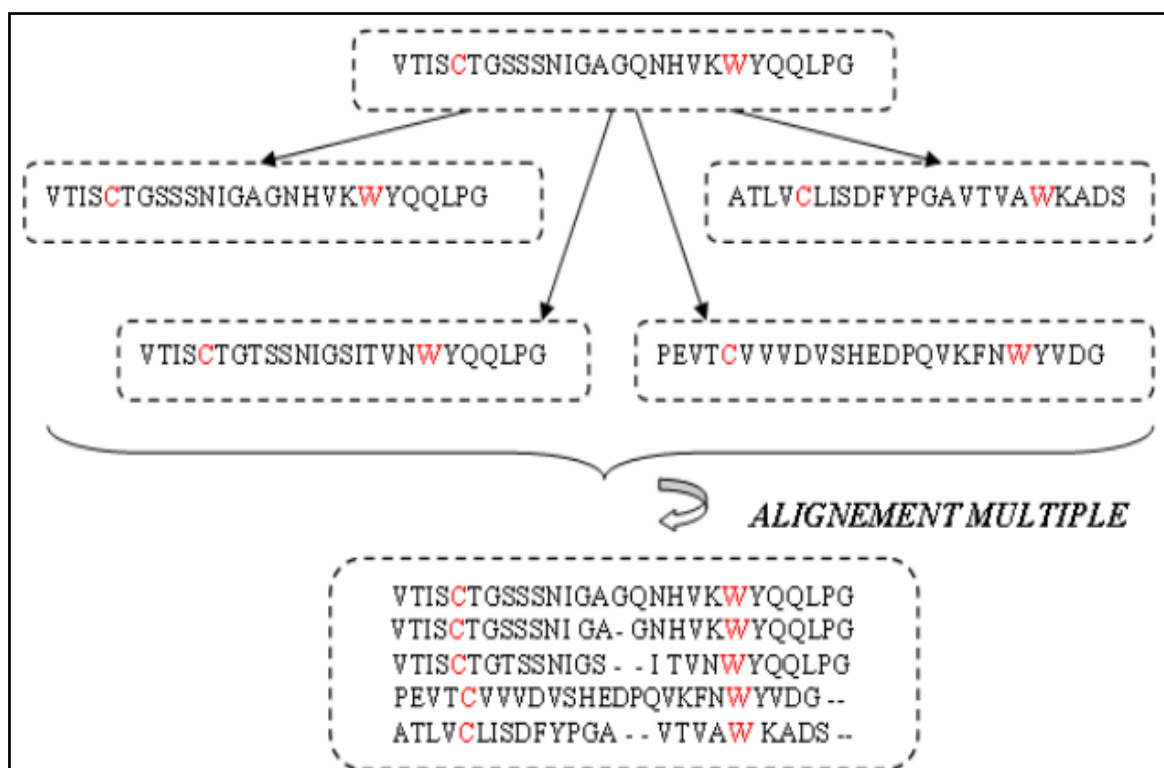 VTISCTGSSSNIGAGQNHVKWYQQLPG
VTISCTGSSSNIGAGNHVKWYQQLPG
ATLVCLISDFYPGAVTVAWKADS
VTISCTGTSSNIGSITVNWYQQLPG
PEVTCVVVDVSHEDPQVKFNWYVDG
ALIGNEMENT MULTIPLE
VTISCTGSSSNIGAGQNHVKWYQQLPG
VTISCTGSSSNI GA-GNHVKWYQQLPG
VTISCTGTSSNIGS - - I TVNWYQQLPG
PEVTCVVVDVSHEDPQVKFNWYVDG --
ATLVCLISDFYPGA - - VTVAW KADS --